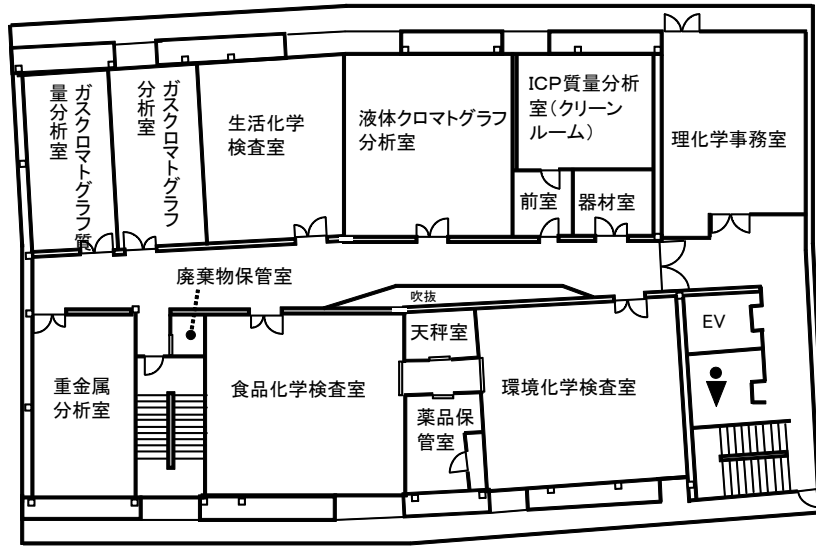 ガスクロマトグラフ質
量分析室
ガスクロマトグラフ
分析室
生活化学
検査室
液体クロマトグラフ
分析室
ICP質量分析
室(クリーン
ルーム)
前室
器材室
理化学事務室
廃棄物保管室
吹抜
重金属
分析室
食品化学検査室
天秤室
薬品保
管室
環境化学検査室
EV